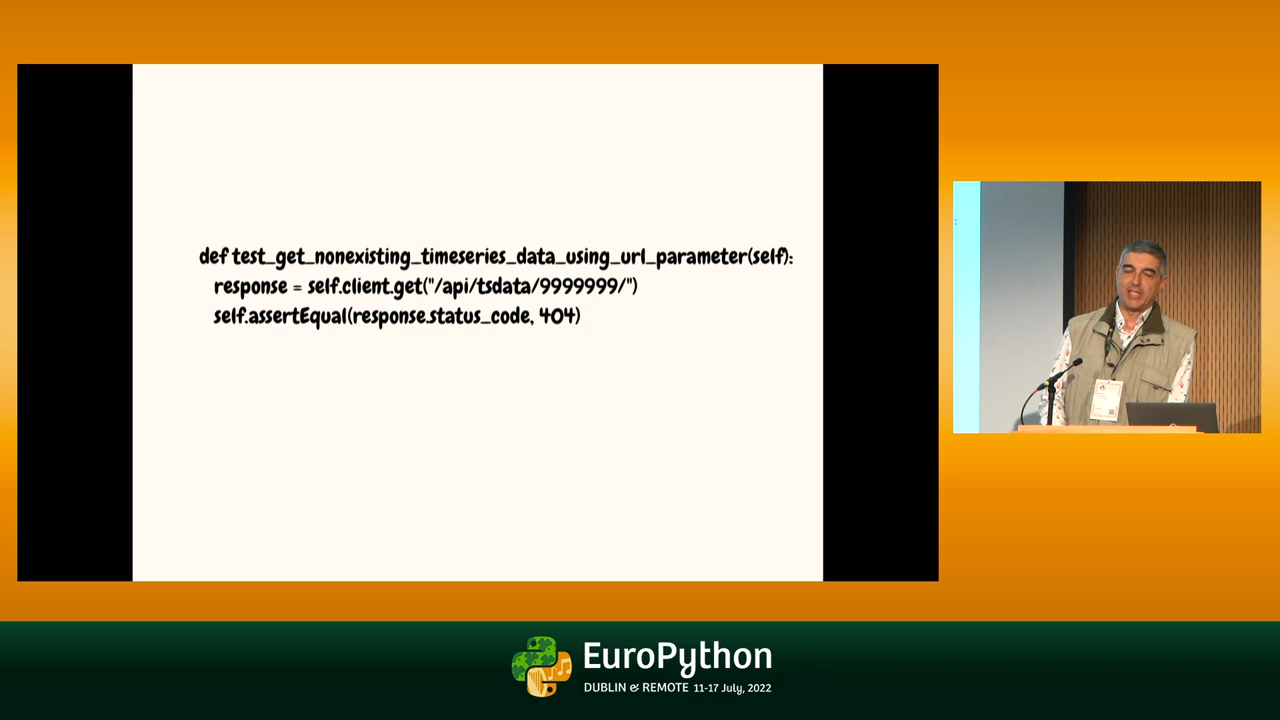 def test_get_nonexisting_timeseries_data_using_url_parameter(self):
response = self.client.get("/api/tsdata/9999999/")
self.assertEqual(response.status_code, 404)
EuroPython
DUBLIN & REMOTE 11-17 July, 2022